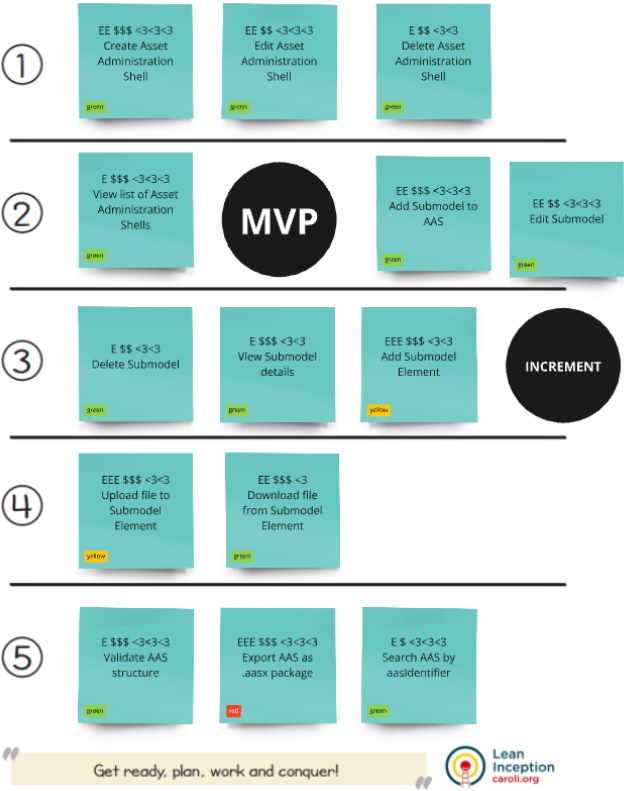 1
EE $$$ <3<3<3
Create Asset
Administration
Shell
green
EE $$ <3<3<3
Edit Asset
Administration
Shell
green
E $$ <3<3<3
Delete Asset
Administration
Shell
green
2
E $$$ <3<3<3
View list of Asset
Administration
Shells
green
MVP
EE $$$ <3<3<3
Add Submodel to
AAS
green
EE $$ <3<3<3
Edit Submodel
green
3
E $$ <3<3
Delete Submodel
green
E $$$ <3<3
View Submodel
details
green
EEE $$$ <3<3
Add Submodel
Element
yellow
INCREMENT
4
EEE $$$ <3<3
Upload file to
Submodel
Element
yellow
EE $$$ <3
Download file
from Submodel
Element
green
5
E $$$ <3<3<3
Validate AAS
structure
green
EEE $$$ <3<3<3
Export AAS as
.aasx package
red
E $ <3<3<3
Search AAS by
aasIdentifier
green
"
Get ready, plan, work and conquer!
"
Lean
Inception
caroli.org